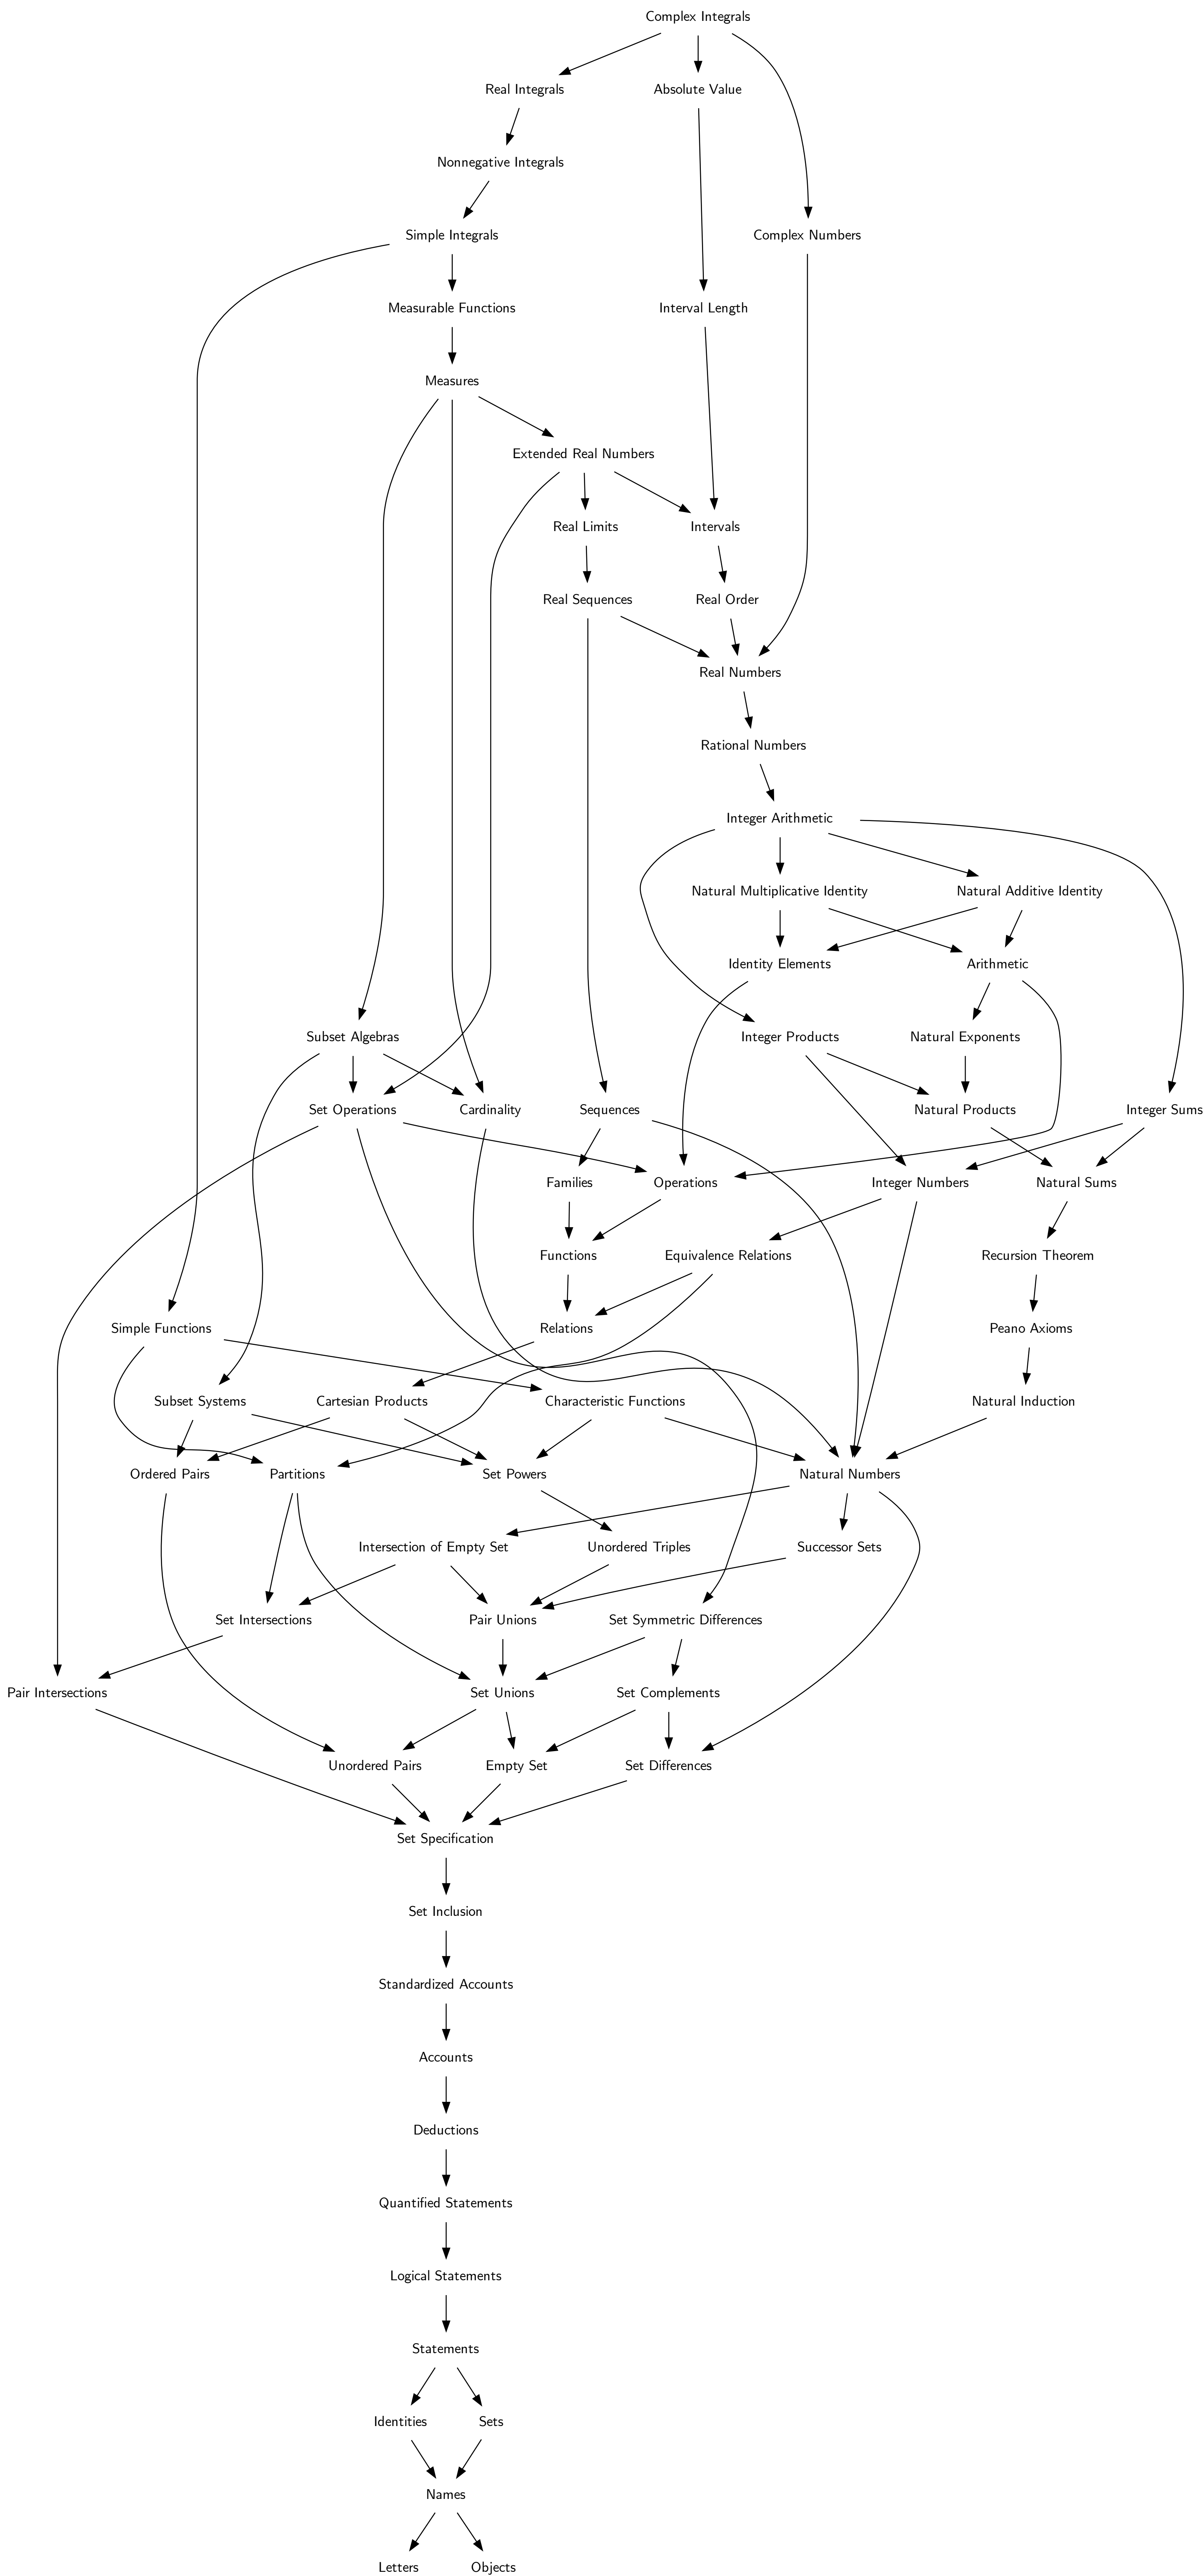 Complex Integrals
Real Integrals
Absolute Value
Nonnegative Integrals
Simple Integrals
Complex Numbers
Measurable Functions
Interval Length
Measures
Extended Real Numbers
Real Limits
Intervals
Real Sequences
Real Order
Real Numbers
Rational Numbers
Integer Arithmetic
Natural Multiplicative Identity
Natural Additive Identity
Identity Elements
Arithmetic
Subset Algebras
Integer Products
Natural Exponents
Set Operations
Cardinality
Sequences
Natural Products
Integer Sums
Families
Operations
Integer Numbers
Natural Sums
Functions
Equivalence Relations
Recursion Theorem
Simple Functions
Relations
Peano Axioms
Subset Systems
Cartesian Products
Characteristic Functions
Natural Induction
Ordered Pairs
Partitions
Set Powers
Natural Numbers
Intersection of Empty Set
Unordered Triples
Successor Sets
Set Intersections
Pair Unions
Set Symmetric Differences
Pair Intersections
Set Unions
Set Complements
Unordered Pairs
Empty Set
Set Differences
Set Specification
Set Inclusion
Standardized Accounts
Accounts
Deductions
Quantified Statements
Logical Statements
Statements
Identities
Sets
Names
Letters
Objects